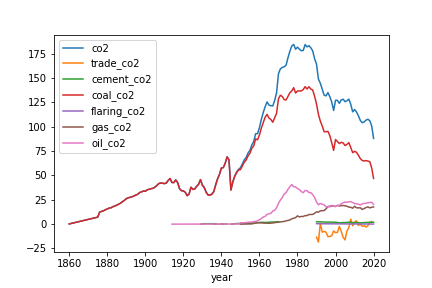 co2
trade_co2
cement_co2
coal_co2
flaring_co2
gas_co2
oil_co2
175
150
125
100
75
50
25
0
−25
1860 1880 1900 1920 1940 1960 1980 2000 2020
year